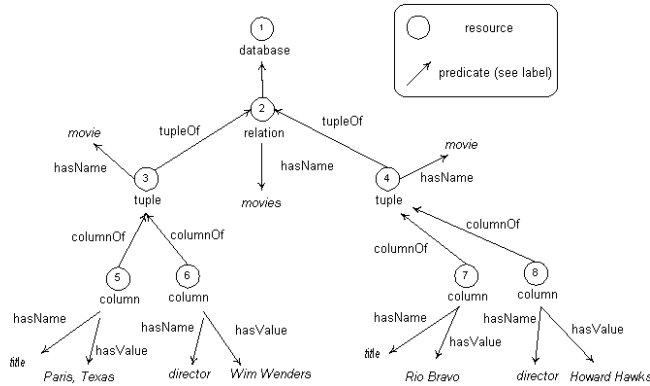 1
resource
database
predicate (see label)
2
tupleOf
tupleOf
movie
relation
movie
hasName
hasName
hasName
3
4
tuple
movies
tuple
columnOf
columnOf
columnOf
columnOf
5
6
7
8
column
column
column
column
hasName
hasName
hasValue
hasName
hasName
hasValue
hasValue
hasValue
title
Paris, Texas
director
Wim Wenders
title
Rio Bravo
director
Howard Hawks